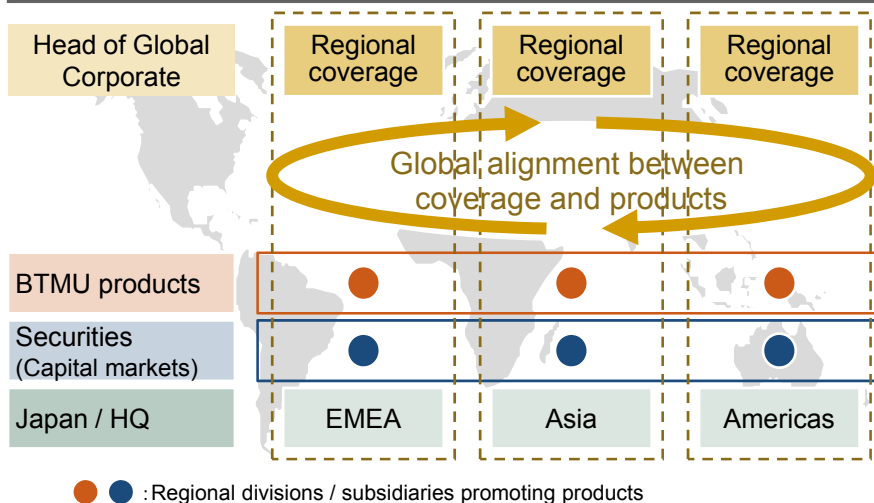 Head of Global
Corporate
Regional
coverage
Regional
coverage
Regional
coverage
Global alignment between
coverage and products
BTMU products
Securities
(Capital markets)
Japan / HQ
EMEA
Asia
Americas
: Regional divisions / subsidiaries promoting products